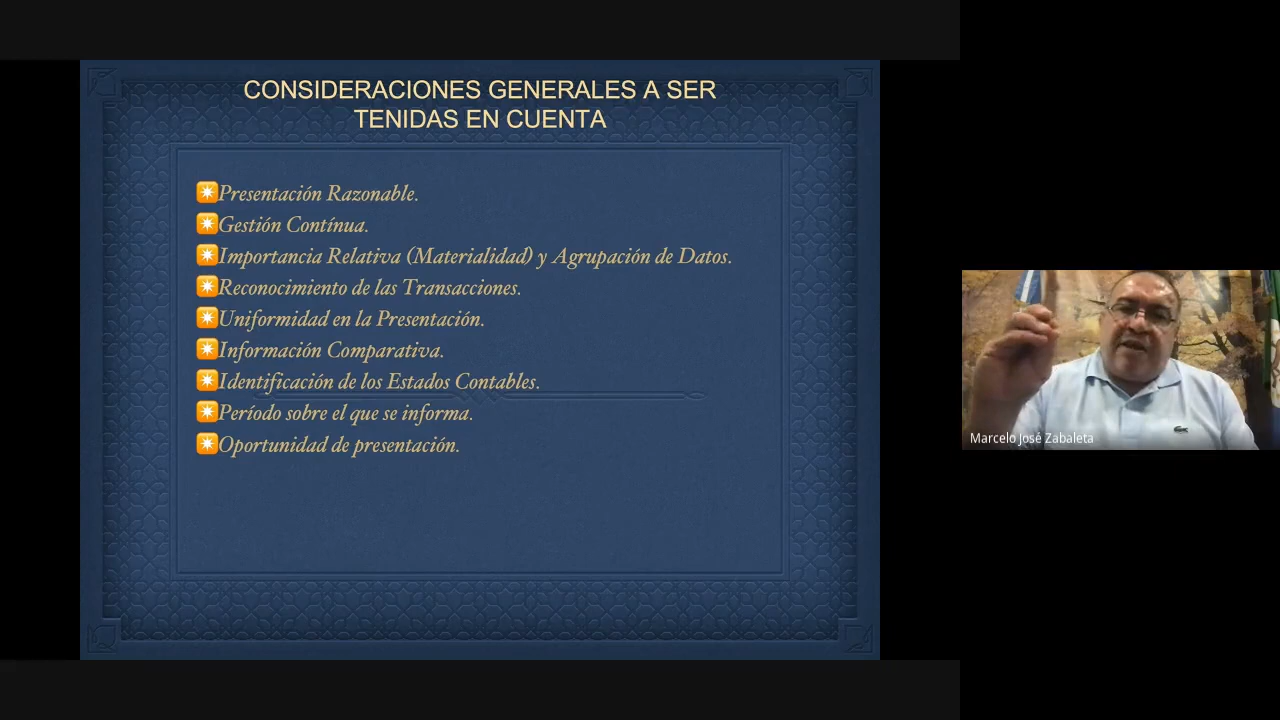 CONSIDERACIONES GENERALES A SER
TENIDAS EN CUENTA
Presentación Razonable.
Gestión Contínua.
Importancia Relativa (Materialidad) y Agrupación de Datos.
Reconocimiento de las Transacciones.
Uniformidad en la Presentación.
Información Comparativa.
Identificación de los Estados Contables.
Período sobre el que se informa.
Oportunidad de presentación.
Marcelo José Zabaleta